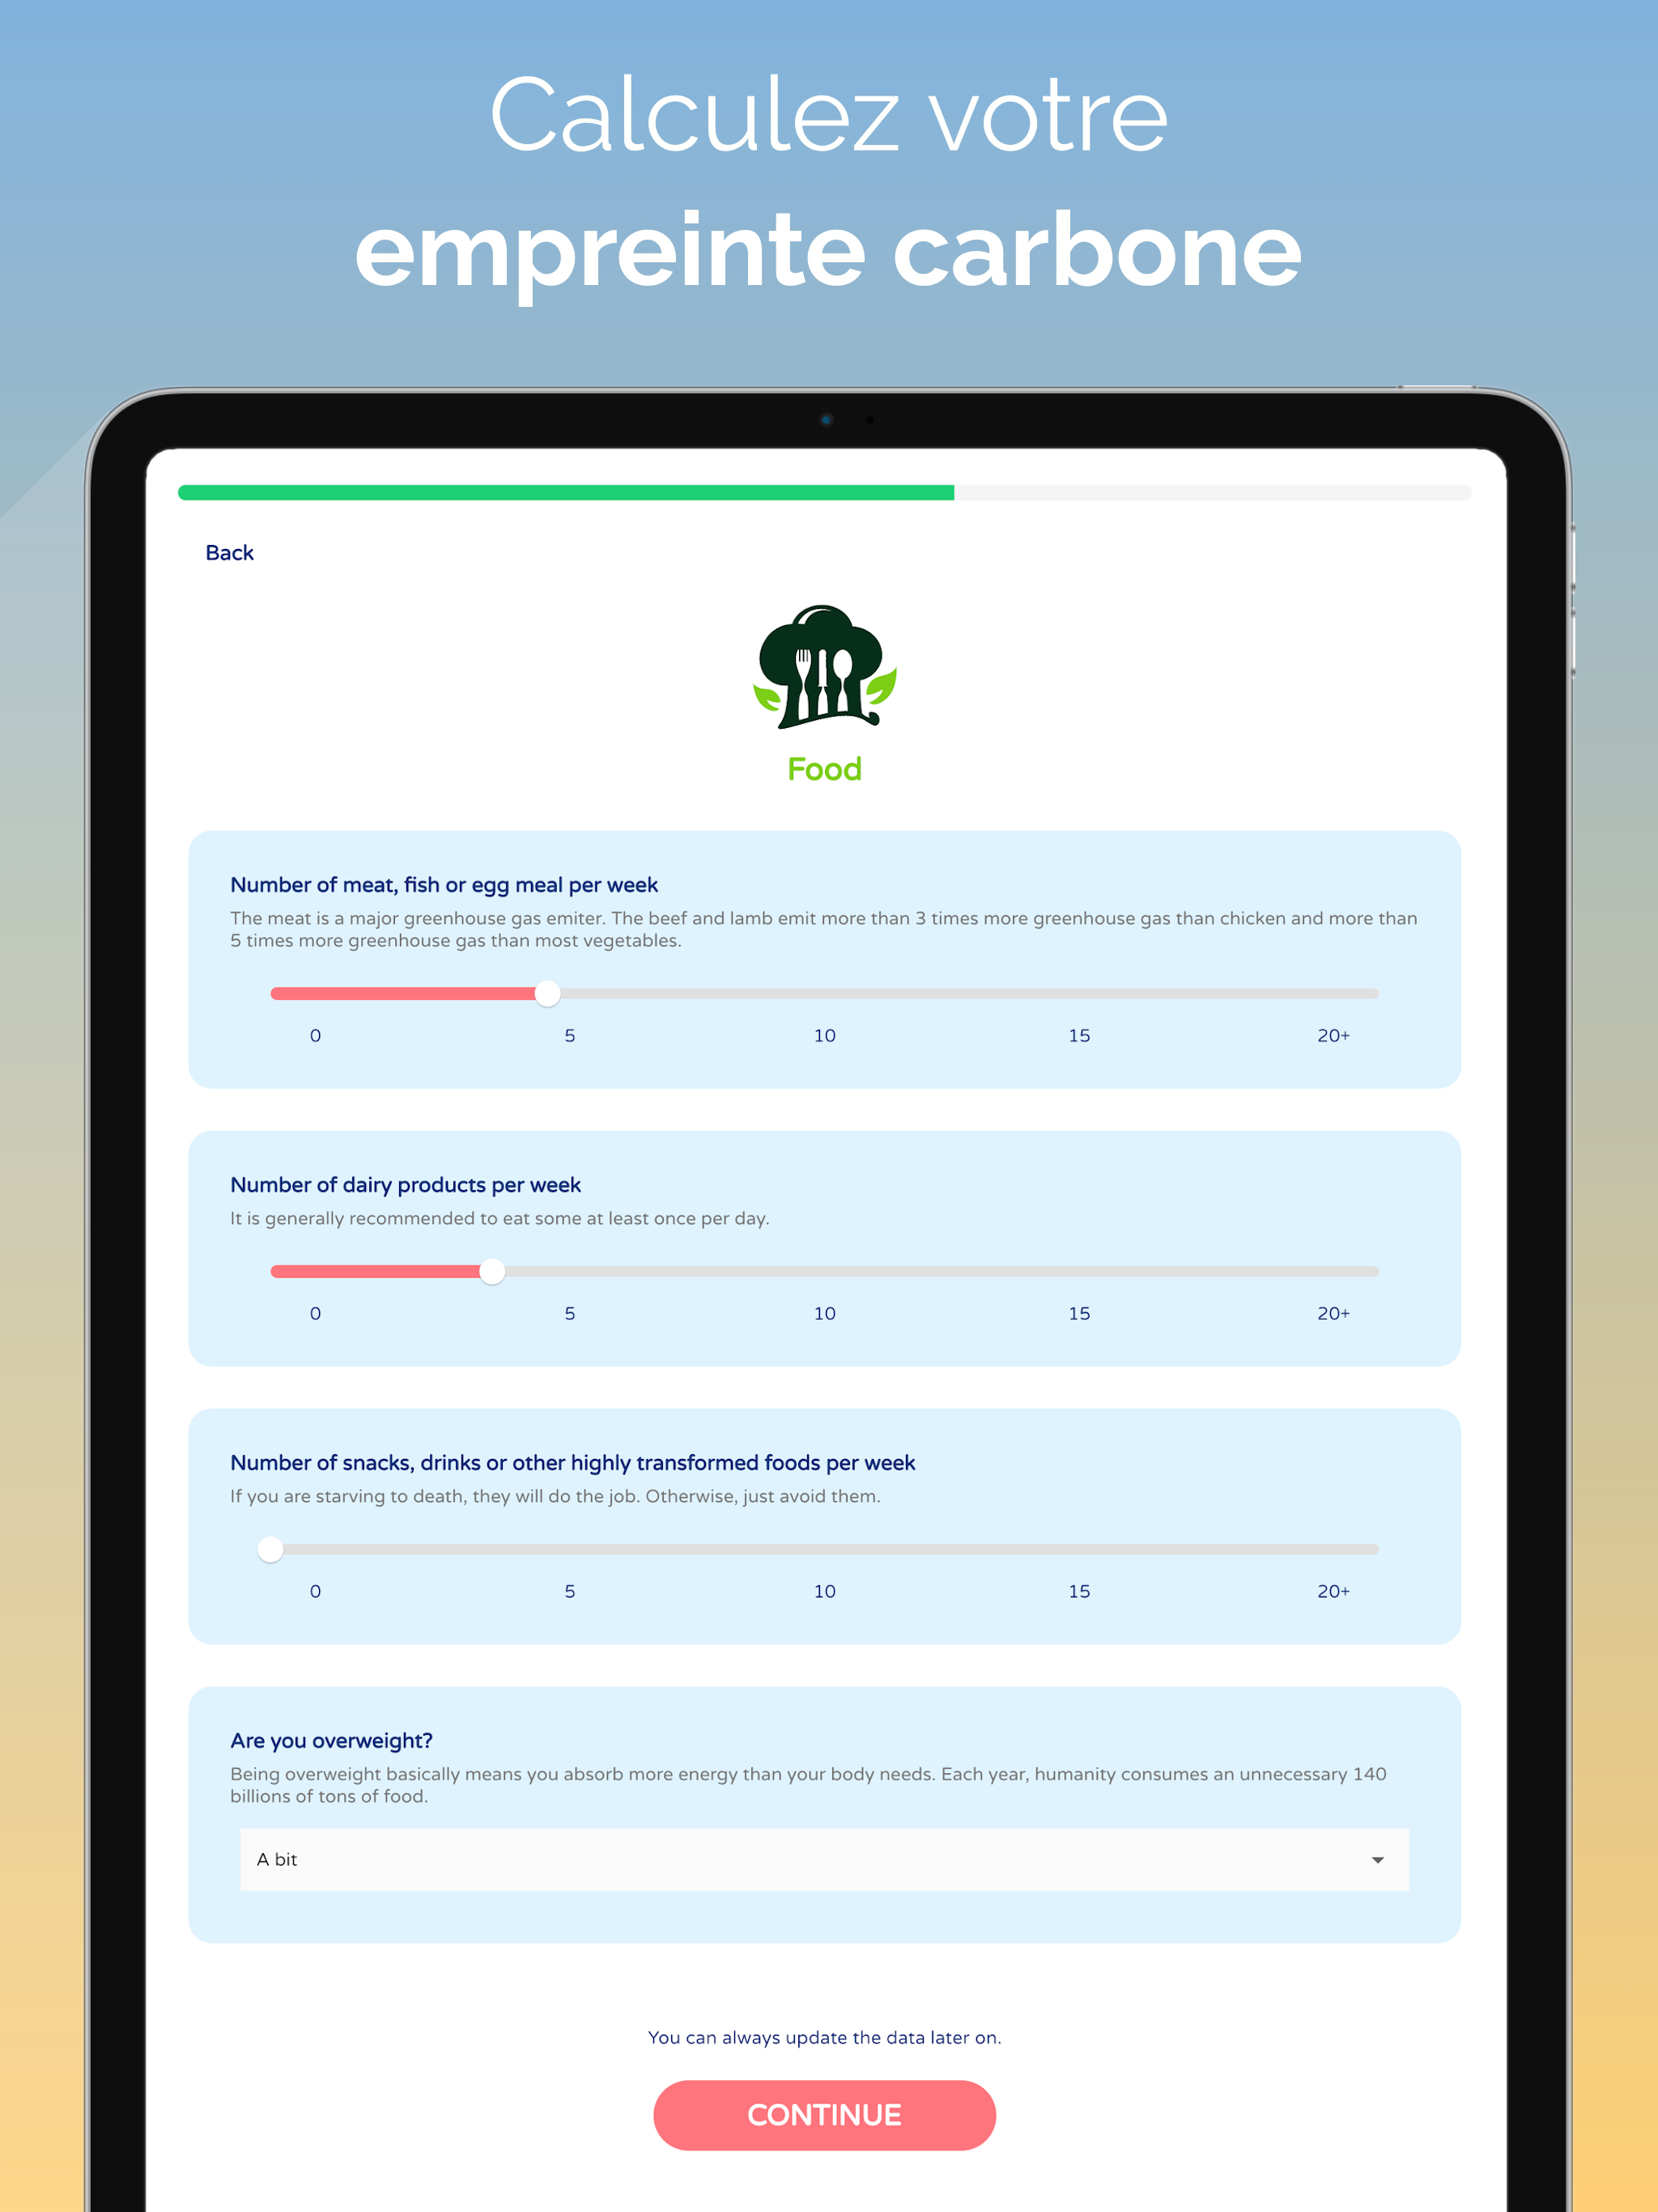 Calculez votre
empreinte carbone
Back
Food
Number of meat, fish or egg meal per week
The meat is a major greenhouse gas emiter. The beef and lamb emit more than 3 times more greenhouse gas than chicken and more than
5 times more greenhouse gas than most vegetables.
0 5 10 15 20+
Number of dairy products per week
It is generally recommended to eat some at least once per day.
0 5 10 15 20+
Number of snacks, drinks or other highly transformed foods per week
If you are starving to death, they will do the job. Otherwise, just avoid them.
0 5 10 15 20+
Are you overweight?
Being overweight basically means you absorb more energy than your body needs. Each year, humanity consumes an unnecessary 140
billions of tons of food.
A bit
You can always update the data later on.
CONTINUE